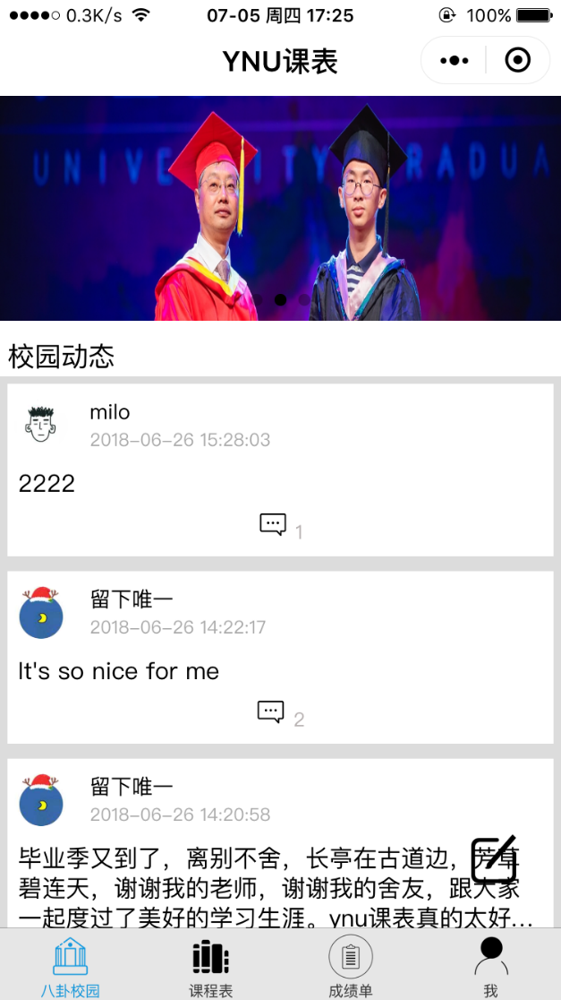 0.3K/s 07-05 周四 17:25 100%
YNU课表
UNIVE ITY RADUA
校园动态
milo
2018-06-26 15:28:03
2222
1
留下唯一
2018-06-26 14:22:17
It's so nice for me
2
留下唯一
2018-06-26 14:20:58
毕业季又到了，离别不舍，长亭在古道边，芳草
碧连天，谢谢我的老师，谢谢我的舍友，跟大家
一起度过了美好的学习生涯。ynu课表真的太好...
八卦校园 课程表 成绩单 我